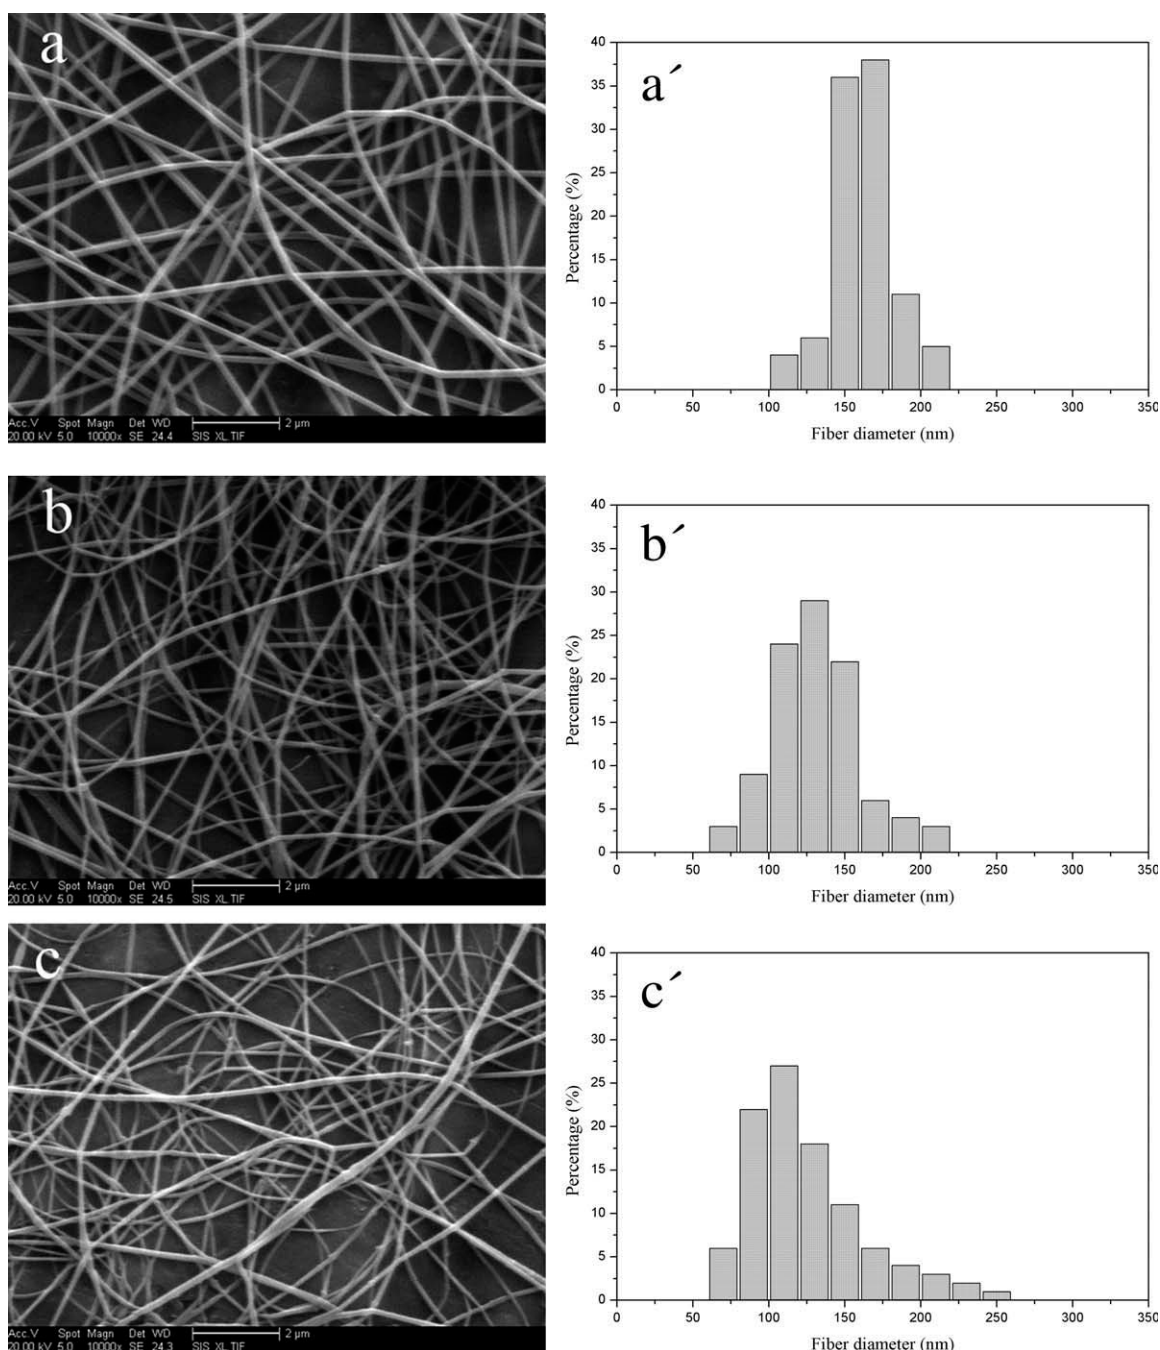 a
Acc.V Spot Magn Det WD 2 µm
20.00 kV 5.0 10000x SE 24.4 SIS XL.TIF
a´
40
35
30
25
20
15
10
5
0
Percentage (%)
0 50 100 150 200 250 300 350
Fiber diameter (nm)
b
Acc.V Spot Magn Det WD 2 µm
20.00 kV 5.0 10000x SE 24.5 SIS XL.TIF
b´
40
35
30
25
20
15
10
5
0
Percentage (%)
0 50 100 150 200 250 300 350
Fiber diameter (nm)
c
Acc.V Spot Magn Det WD 2 µm
20.00 kV 5.0 10000x SE 24.3 SIS XL.TIF
c´
40
35
30
25
20
15
10
5
0
Percentage (%)
0 50 100 150 200 250 300 350
Fiber diameter (nm)